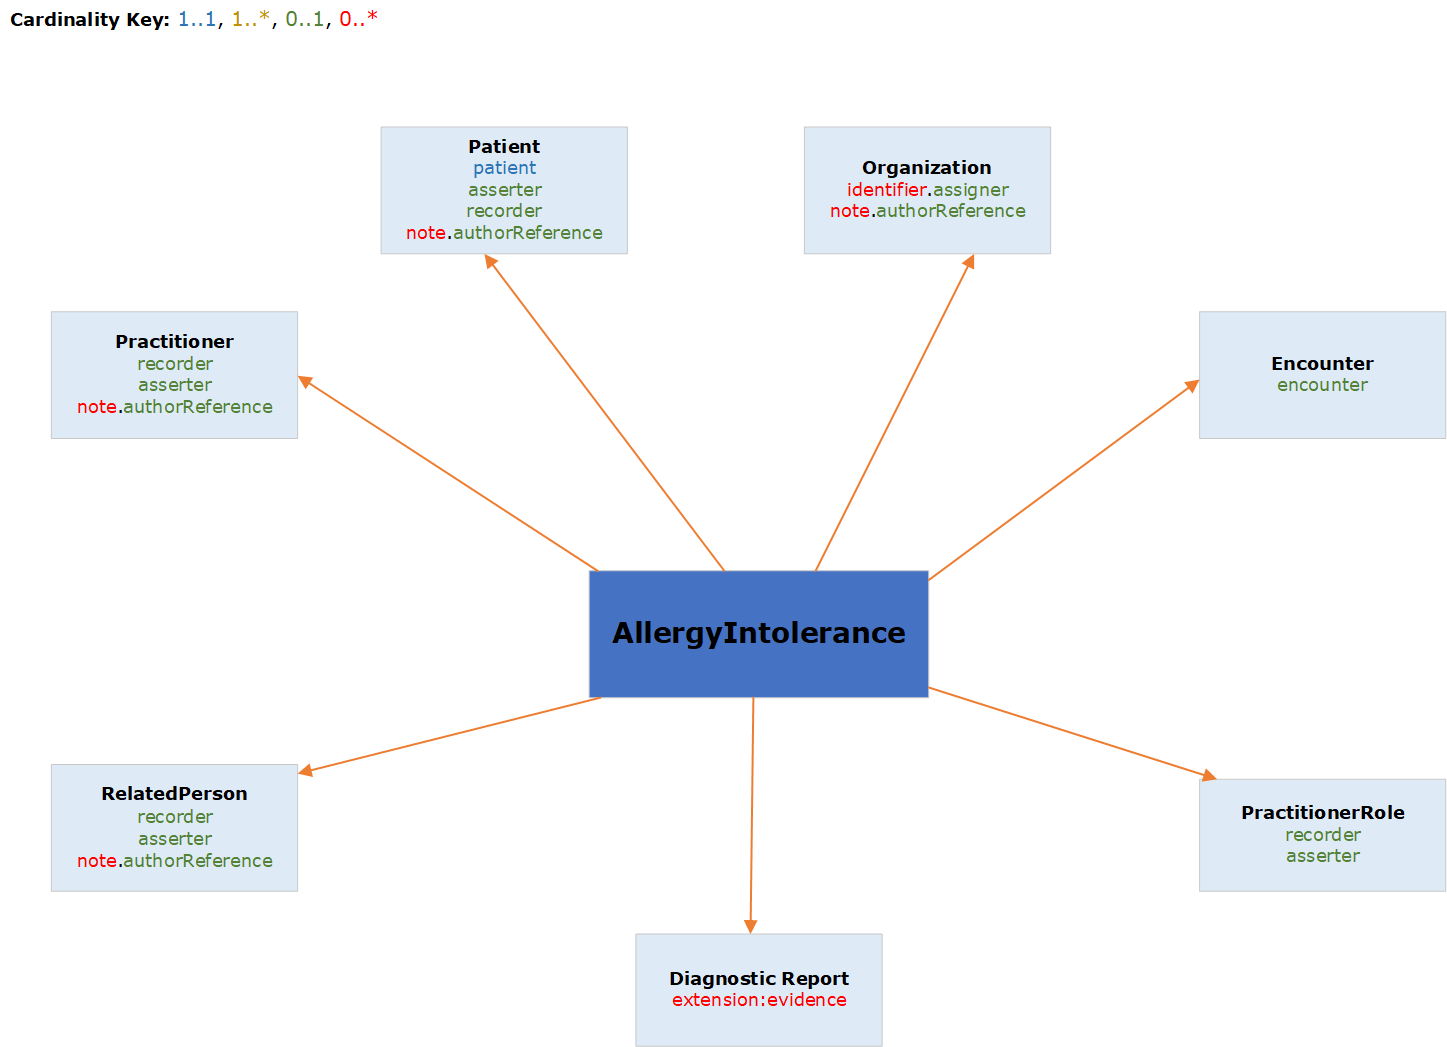 Cardinality Key: 1..1, 1..*, 0..1, 0..*
Patient
patient
asserter
recorder
note.authorReference
Organization
identifier.assigner
note.authorReference
Practitioner
recorder
asserter
note.authorReference
Encounter
encounter
AllergyIntolerance
RelatedPerson
recorder
asserter
note.authorReference
PractitionerRole
recorder
asserter
Diagnostic Report
extension:evidence